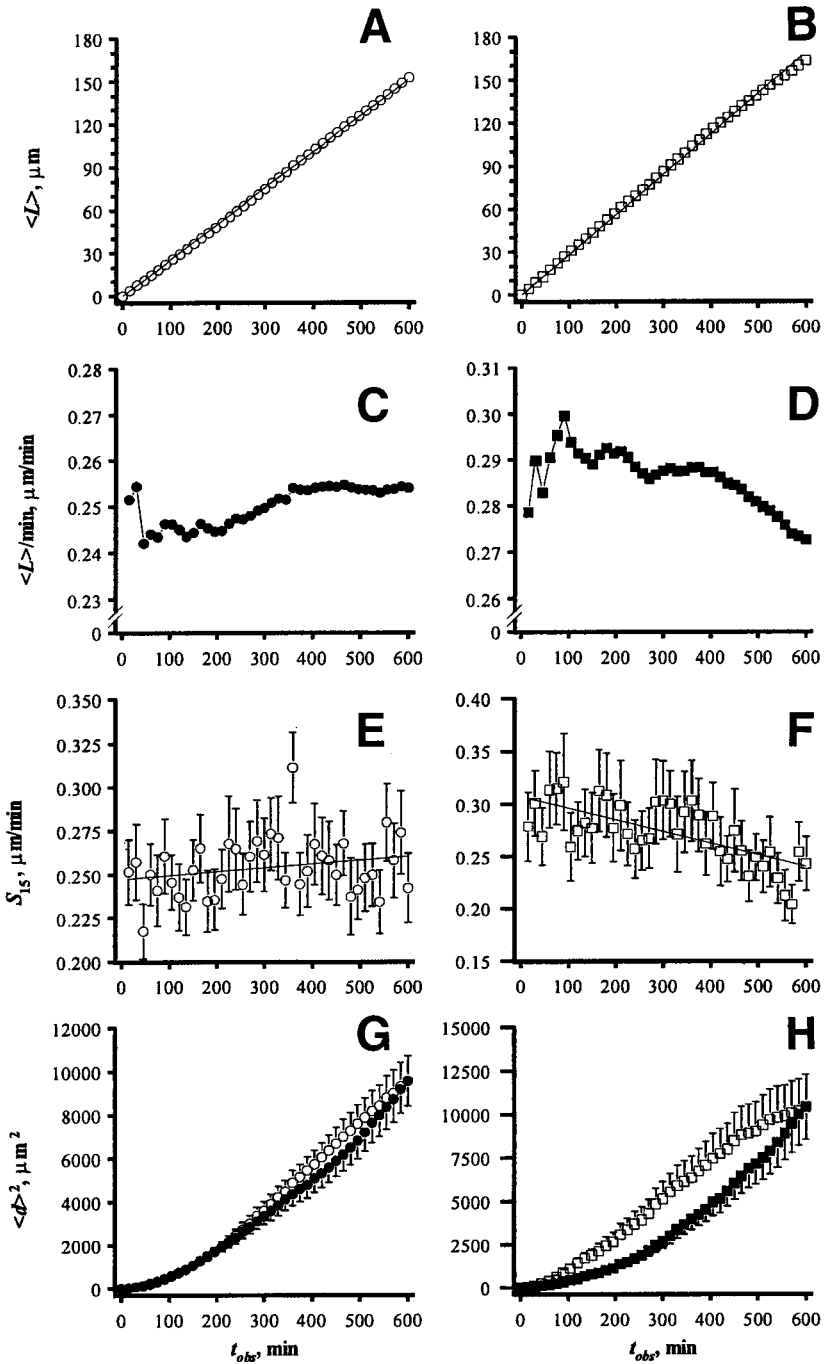 A
180
150
120
90
60
30
0
<L>, μm
0 100 200 300 400 500 600
B
180
150
120
90
60
30
0
0 100 200 300 400 500 600
C
0.28
0.27
0.26
0.25
0.24
0.23
0
<L>/min, μm/min
0 100 200 300 400 500 600
D
0.31
0.30
0.29
0.28
0.27
0.26
0
0 100 200 300 400 500 600
E
0.350
0.325
0.300
0.275
0.250
0.225
0.200
S15, μm/min
0 100 200 300 400 500 600
F
0.40
0.35
0.30
0.25
0.20
0.15
0 100 200 300 400 500 600
G
12000
10000
8000
6000
4000
2000
0
<d>², μm²
0 100 200 300 400 500 600
tobs, min
H
15000
12500
10000
7500
5000
2500
0
0 100 200 300 400 500 600
tobs, min